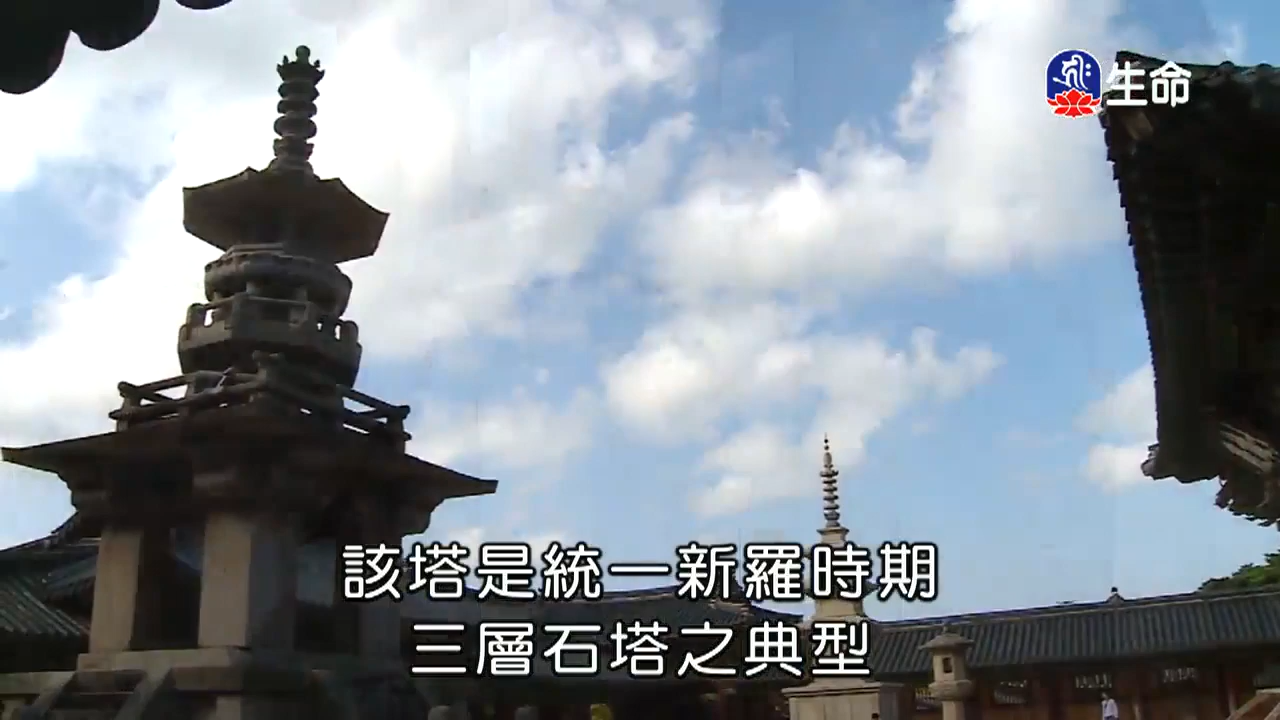 生命
該塔是統一新羅時期
三層石塔之典型